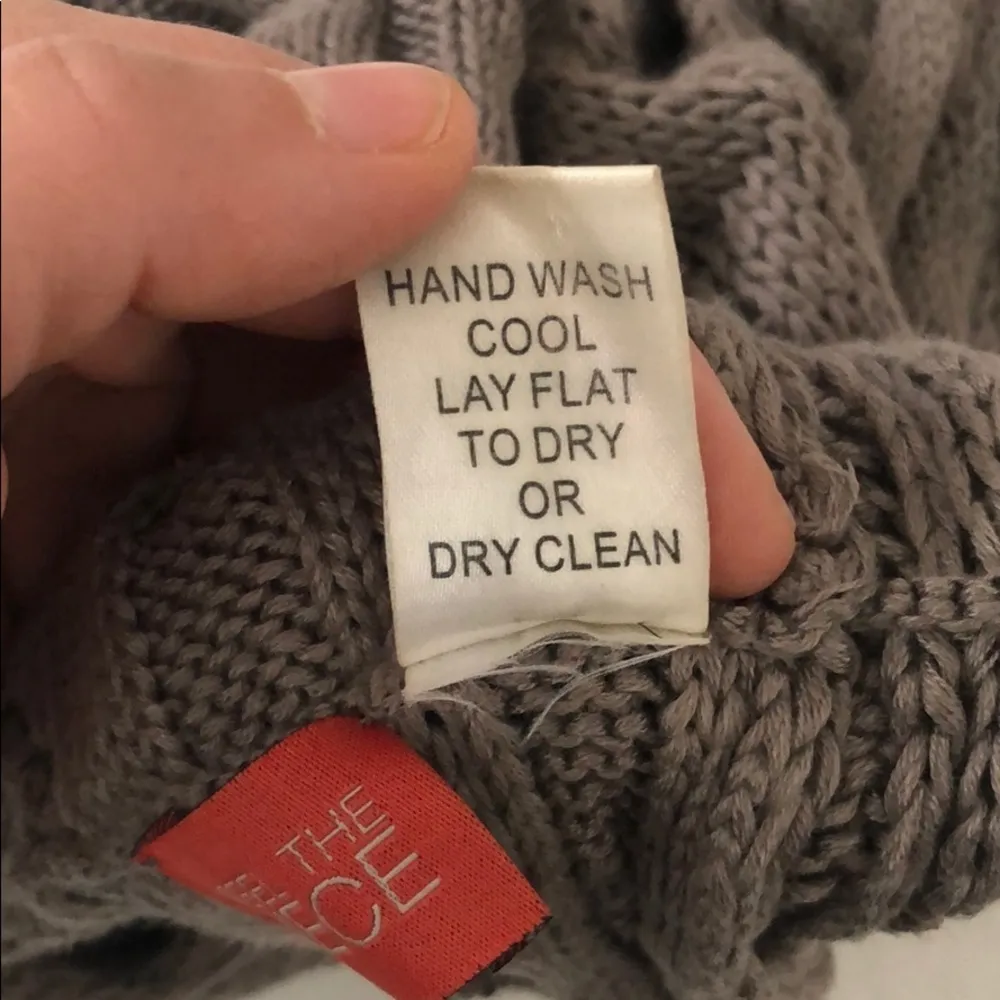 HAND WASH
COOL
LAY FLAT
TO DRY
OR
DRY CLEAN
THE